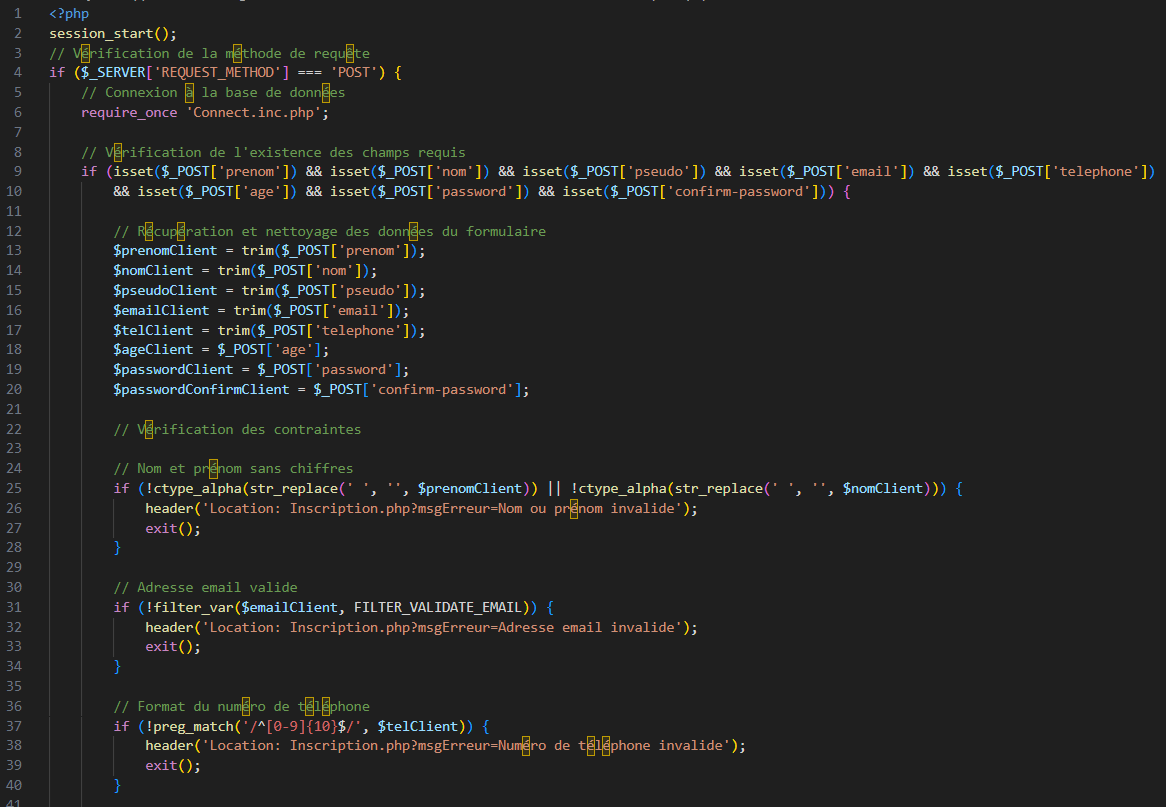 1 <?php
2 session_start();
3 // Vérification de la méthode de requête
4 if ($_SERVER['REQUEST_METHOD'] === 'POST') {
5 // Connexion à la base de données
6 require_once 'Connect.inc.php';
7
8 // Vérification de l'existence des champs requis
9 if (isset($_POST['prenom']) && isset($_POST['nom']) && isset($_POST['pseudo']) && isset($_POST['email']) && isset($_POST['telephone'])
10 && isset($_POST['age']) && isset($_POST['password']) && isset($_POST['confirm-password'])) {
11
12 // Récupération et nettoyage des données du formulaire
13 $prenomClient = trim($_POST['prenom']);
14 $nomClient = trim($_POST['nom']);
15 $pseudoClient = trim($_POST['pseudo']);
16 $emailClient = trim($_POST['email']);
17 $telClient = trim($_POST['telephone']);
18 $ageClient = $_POST['age'];
19 $passwordClient = $_POST['password'];
20 $passwordConfirmClient = $_POST['confirm-password'];
21
22 // Vérification des contraintes
23
24 // Nom et prénom sans chiffres
25 if (!ctype_alpha(str_replace(' ', '', $prenomClient)) || !ctype_alpha(str_replace(' ', '', $nomClient))) {
26 header('Location: Inscription.php?msgErreur=Nom ou prénom invalide');
27 exit();
28 }
29
30 // Adresse email valide
31 if (!filter_var($emailClient, FILTER_VALIDATE_EMAIL)) {
32 header('Location: Inscription.php?msgErreur=Adresse email invalide');
33 exit();
34 }
35
36 // Format du numéro de téléphone
37 if (!preg_match('/^[0-9]{10}$/', $telClient)) {
38 header('Location: Inscription.php?msgErreur=Numéro de téléphone invalide');
39 exit();
40 }
41